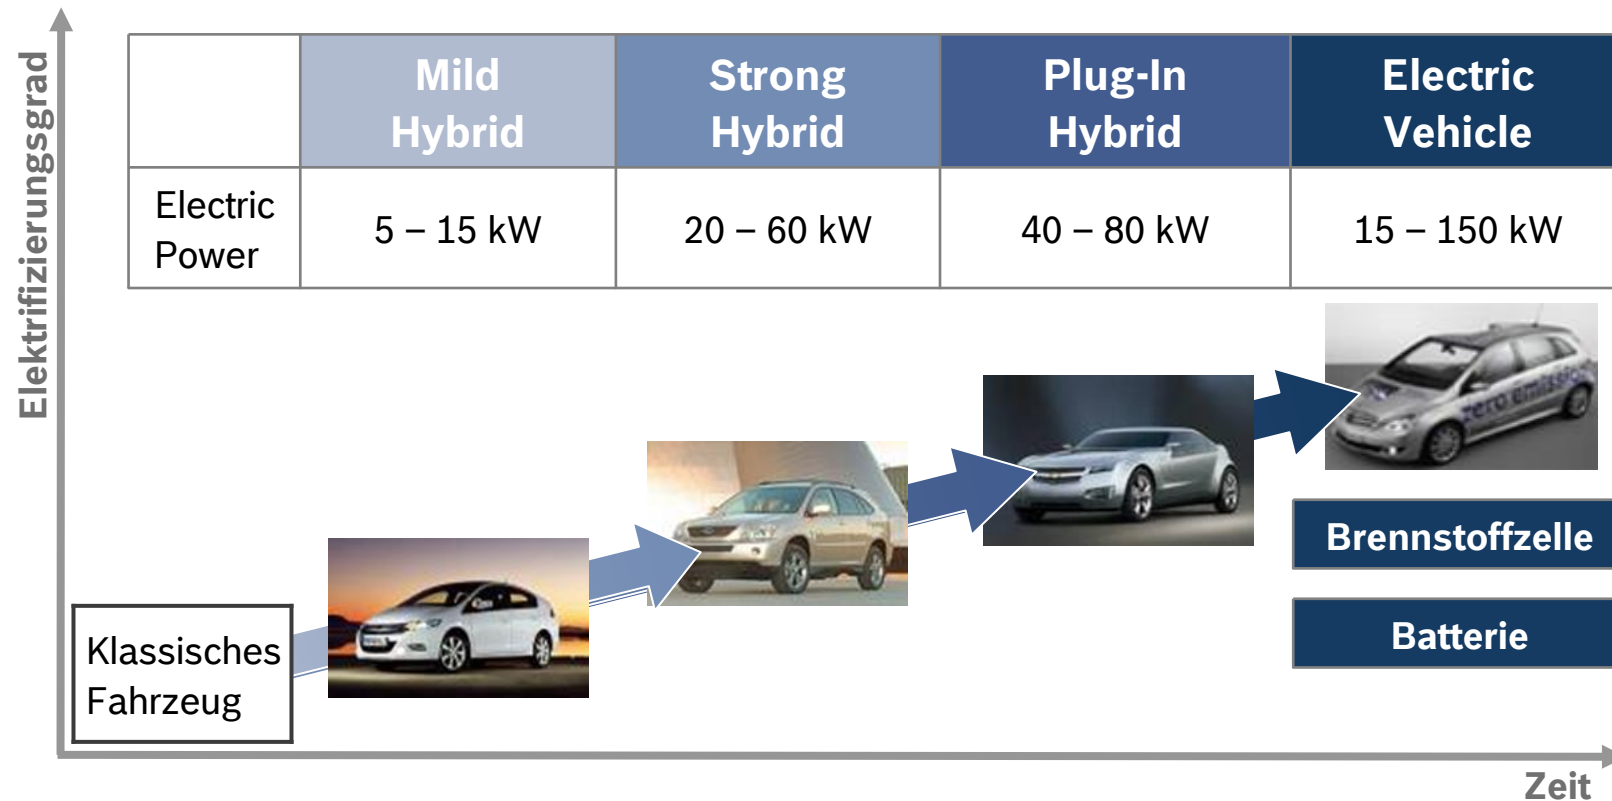 Elektrifizierungsgrad
Mild
Hybrid
Strong
Hybrid
Plug-In
Hybrid
Electric
Vehicle
Electric
Power
5 – 15 kW
20 – 60 kW
40 – 80 kW
15 – 150 kW
zero emission
Brennstoffzelle
Batterie
Klassisches
Fahrzeug
Zeit